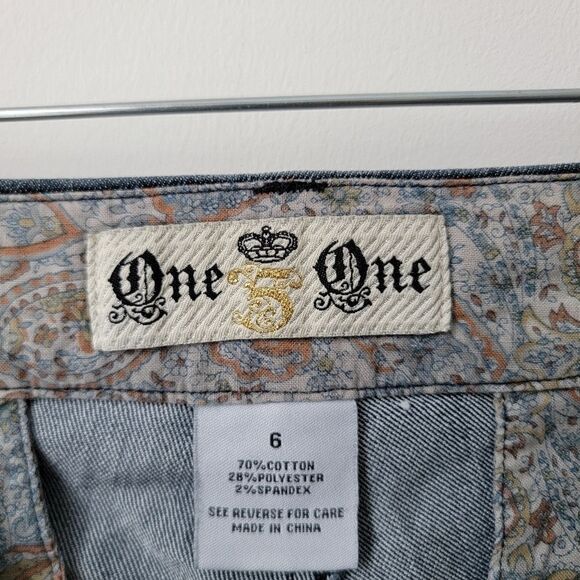 One 5 One
6
70%COTTON
28%POLYESTER
2%SPANDEX
SEE REVERSE FOR CARE
MADE IN CHINA